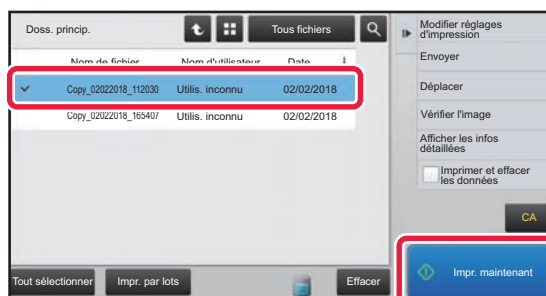 Doss. princip.
Tous fichiers
Nom de fichier
Nom d'utilisateur
Date
Copy_02022018_112030
Utilis. inconnu
02/02/2018
Copy_02022018_165407
Utilis. inconnu
02/02/2018
Tout sélectionner
Impr. par lots
Effacer
Modifier réglages
d'impression
Envoyer
Déplacer
Vérifier l'image
Afficher les infos
détaillées
Imprimer et effacer
les données
CA
Impr. maintenant